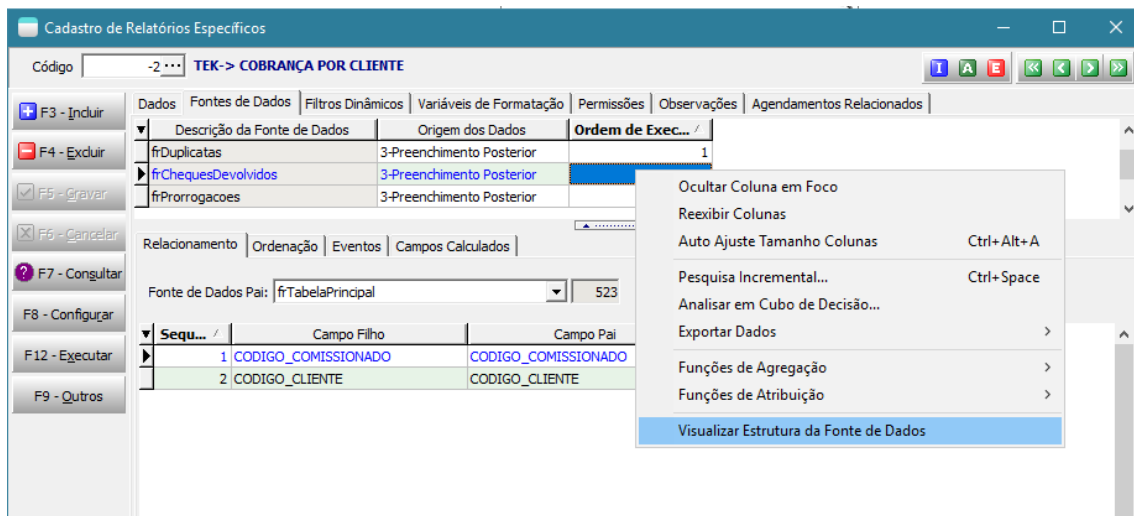 Cadastro de Relatórios Específicos
Código -2 ... TEK-> COBRANÇA POR CLIENTE I A E
F3 - Incluir
F4 - Excluir
F5 - Gravar
F6 - Cancelar
F7 - Consultar
F8 - Configurar
F12 - Executar
F9 - Outros
Dados Fontes de Dados Filtros Dinâmicos Variáveis de Formatação Permissões Observações Agendamentos Relacionados
Descrição da Fonte de Dados Origem dos Dados Ordem de Exec...
frDuplicatas 3-Preenchimento Posterior 1
frChequesDevolvidos 3-Preenchimento Posterior
frProrrogacoes 3-Preenchimento Posterior
Relacionamento Ordenação Eventos Campos Calculados
Fonte de Dados Pai: frTabelaPrincipal 523
Sequ... Campo Filho Campo Pai
1 CODIGO_COMISSIONADO CODIGO_COMISSIONADO
2 CODIGO_CLIENTE CODIGO_CLIENTE
Ocultar Coluna em Foco
Reexibir Colunas
Auto Ajuste Tamanho Colunas Ctrl+Alt+A
Pesquisa Incremental... Ctrl+Space
Analisar em Cubo de Decisão...
Exportar Dados
Funções de Agregação
Funções de Atribuição
Visualizar Estrutura da Fonte de Dados